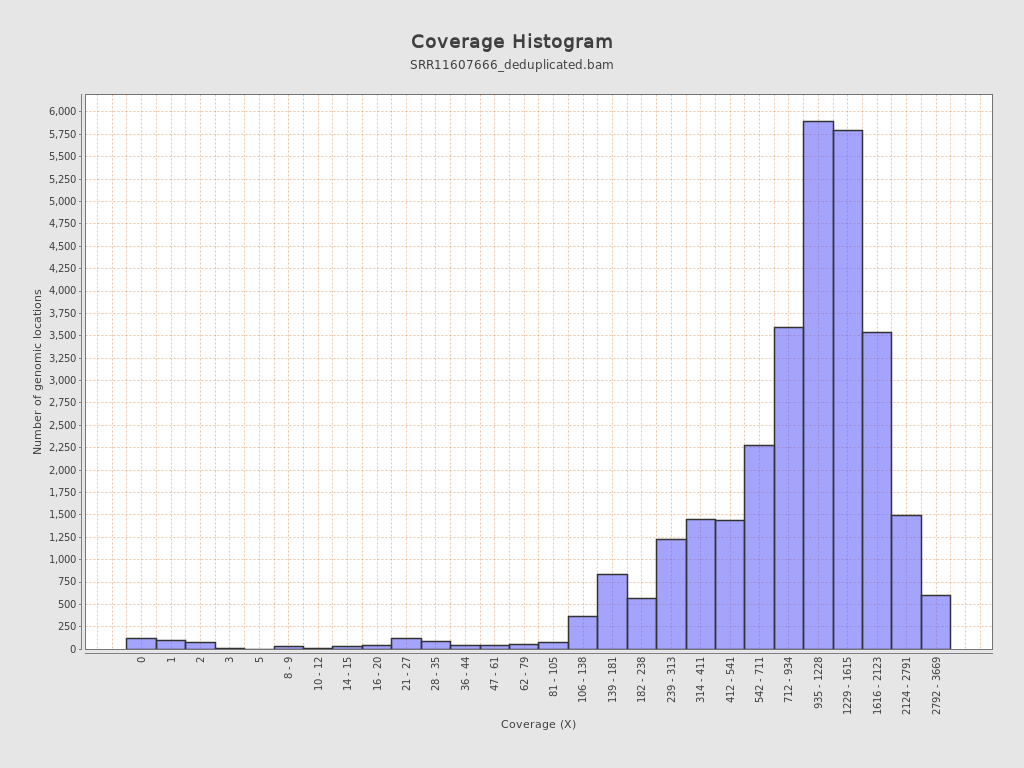 Coverage Histogram
SRR11607666_deduplicated.bam
Number of genomic locations
6,000
5,750
5,500
5,250
5,000
4,750
4,500
4,250
4,000
3,750
3,500
3,250
3,000
2,750
2,500
2,250
2,000
1,750
1,500
1,250
1,000
750
500
250
0
0
1
2
3
5
8 - 9
10 - 12
14 - 15
16 - 20
21 - 27
28 - 35
36 - 44
47 - 61
62 - 79
81 - 105
106 - 138
139 - 181
182 - 238
239 - 313
314 - 411
412 - 541
542 - 711
712 - 934
935 - 1228
1229 - 1615
1616 - 2123
2124 - 2791
2792 - 3669
Coverage (X)